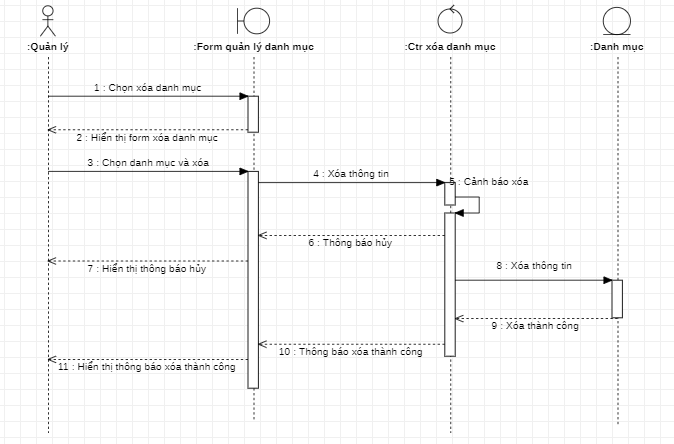 :Quản lý
:Form quản lý danh mục
:Ctr xóa danh mục
:Danh mục
1 : Chọn xóa danh mục
2 : Hiển thị form xóa danh mục
3 : Chọn danh mục và xóa
4 : Xóa thông tin
5 : Cảnh báo xóa
6 : Thông báo hủy
7 : Hiển thị thông báo hủy
8 : Xóa thông tin
9 : Xóa thành công
10 : Thông báo xóa thành công
11 : Hiển thị thông báo xóa thành công